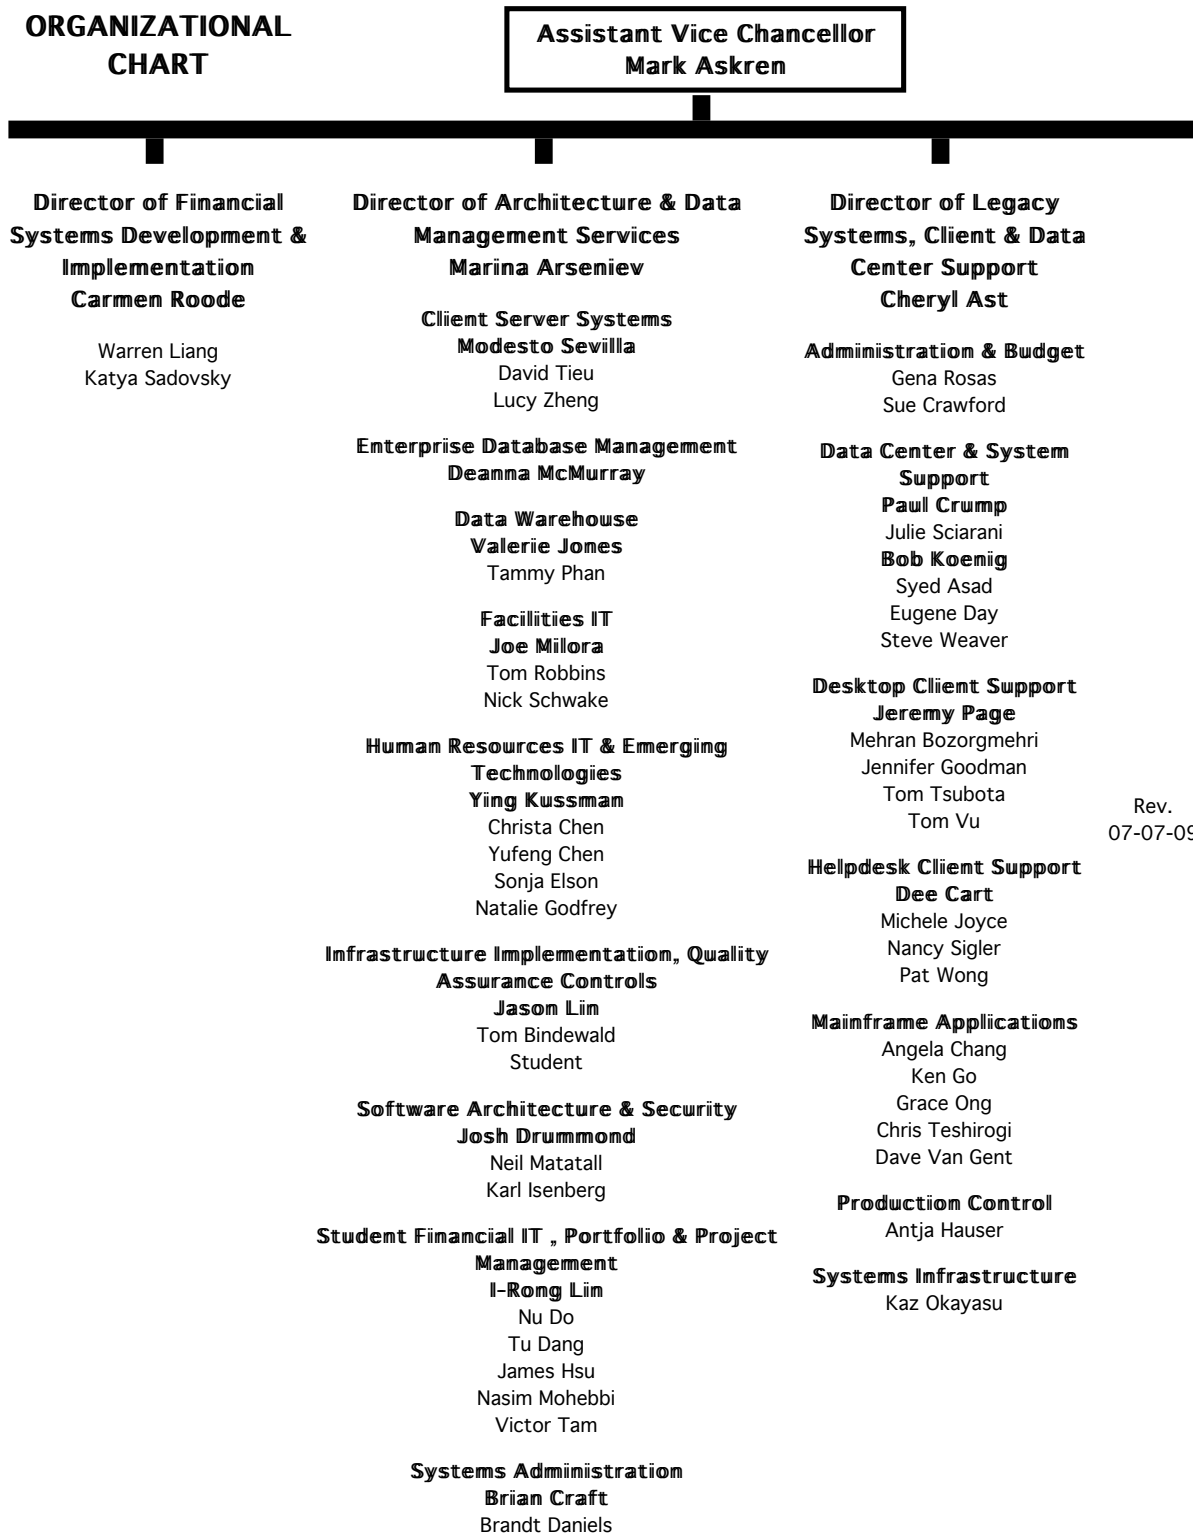 ORGANIZATIONAL
CHART
Assistant Vice Chancellor
Mark Askren
Director of Financial
Systems Development &
Implementation
Carmen Roode
Warren Liang
Katya Sadovsky
Director of Architecture & Data
Management Services
Marina Arseniev
Client Server Systems
Modesto Sevilla
David Tieu
Lucy Zheng
Enterprise Database Management
Deanna McMurray
Data Warehouse
Valerie Jones
Tammy Phan
Facilities IT
Joe Milora
Tom Robbins
Nick Schwake
Human Resources IT & Emerging
Technologies
Ying Kussman
Christa Chen
Yufeng Chen
Sonja Elson
Natalie Godfrey
Infrastructure Implementation, Quality
Assurance Controls
Jason Lin
Tom Bindewald
Student
Software Architecture & Security
Josh Drummond
Neil Matatall
Karl Isenberg
Student Financial IT , Portfolio & Project
Management
I-Rong Lin
Nu Do
Tu Dang
James Hsu
Nasim Mohebbi
Victor Tam
Systems Administration
Brian Craft
Brandt Daniels
Director of Legacy
Systems, Client & Data
Center Support
Cheryl Ast
Administration & Budget
Gena Rosas
Sue Crawford
Data Center & System
Support
Paul Crump
Julie Sciarani
Bob Koenig
Syed Asad
Eugene Day
Steve Weaver
Desktop Client Support
Jeremy Page
Mehran Bozorgmehri
Jennifer Goodman
Tom Tsubota
Tom Vu
Helpdesk Client Support
Dee Cart
Michele Joyce
Nancy Sigler
Pat Wong
Mainframe Applications
Angela Chang
Ken Go
Grace Ong
Chris Teshirogi
Dave Van Gent
Production Control
Antja Hauser
Systems Infrastructure
Kaz Okayasu
Rev.
07-07-09